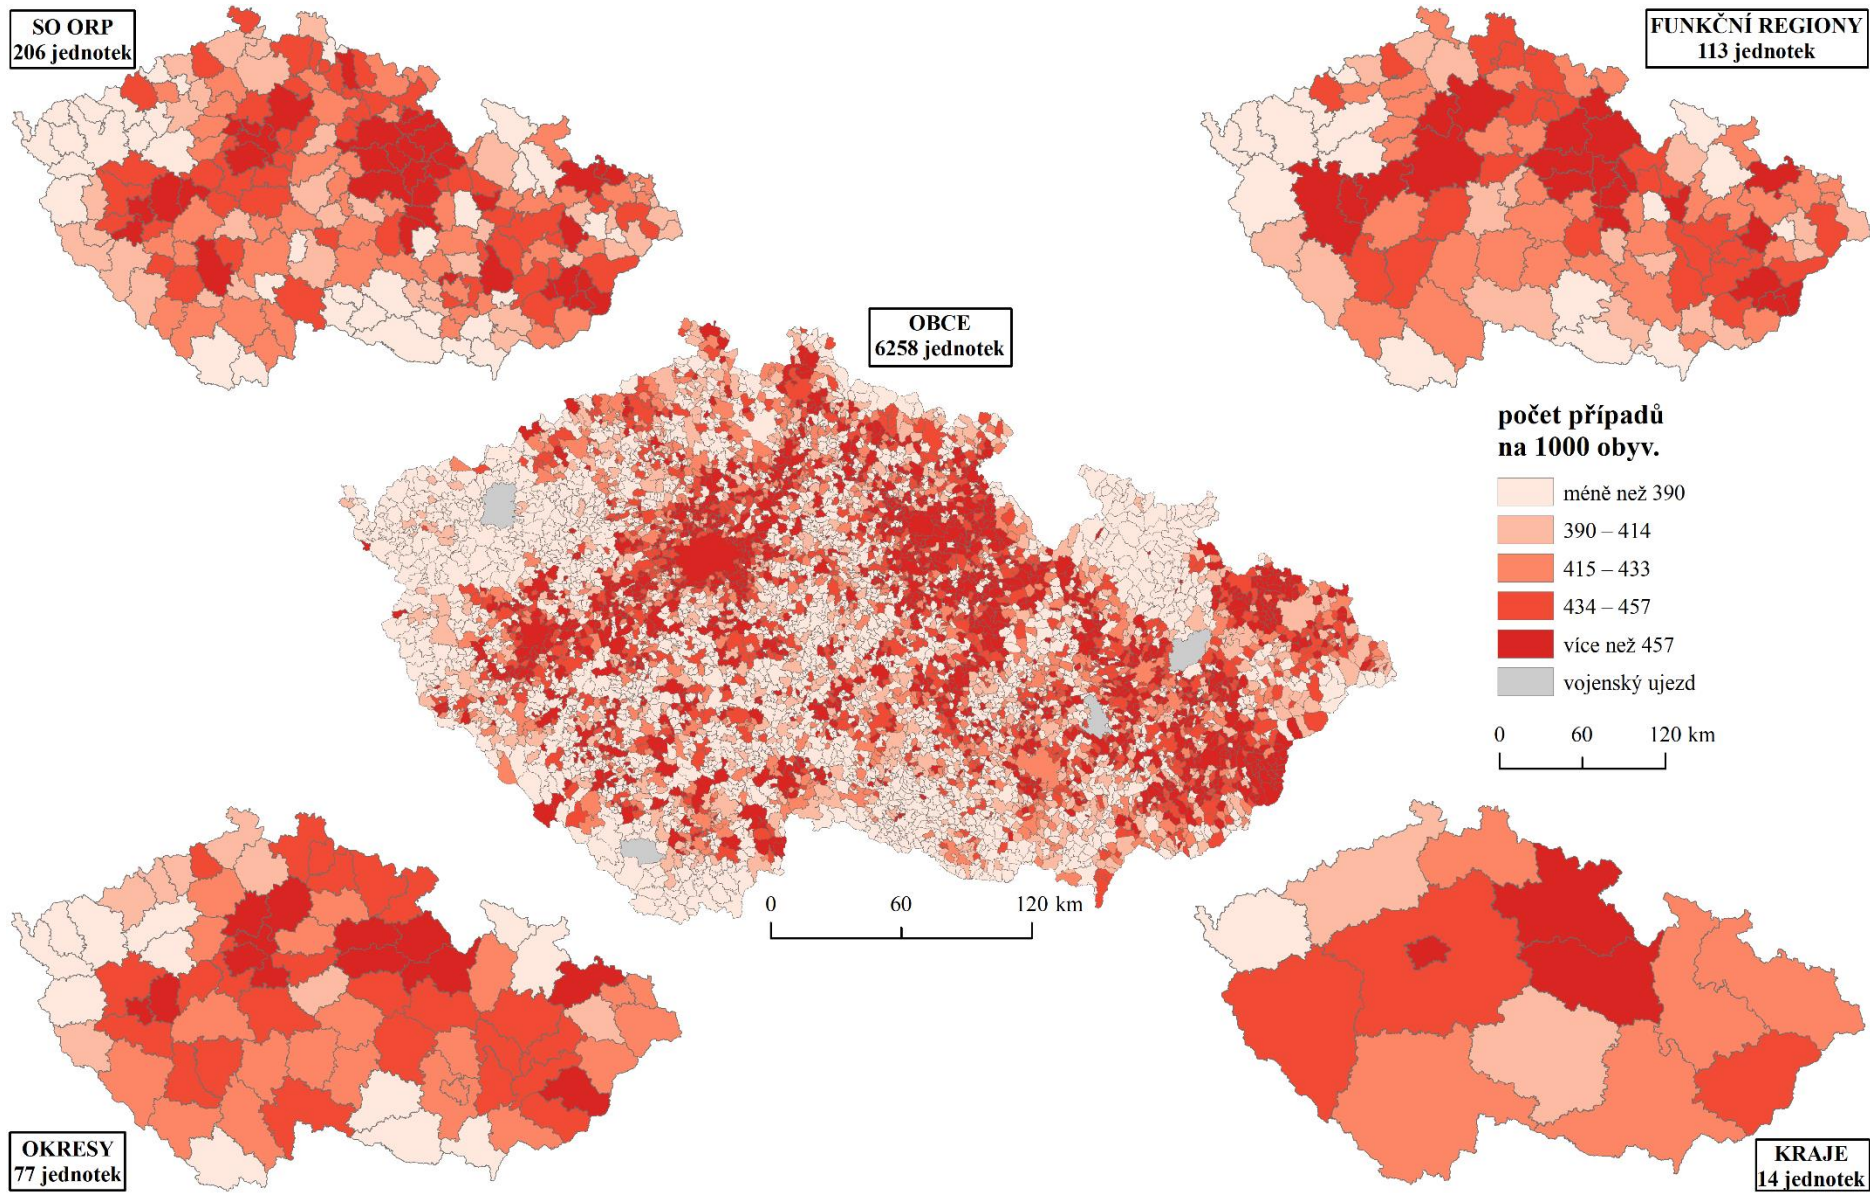 SO ORP
206 jednotek
FUNKČNÍ REGIONY
113 jednotek
OBCE
6258 jednotek
počet případů
na 1000 obyv.
méně než 390
390 – 414
415 – 433
434 – 457
více než 457
vojenský ujezd
0 60 120 km
0 60 120 km
OKRESY
77 jednotek
KRAJE
14 jednotek